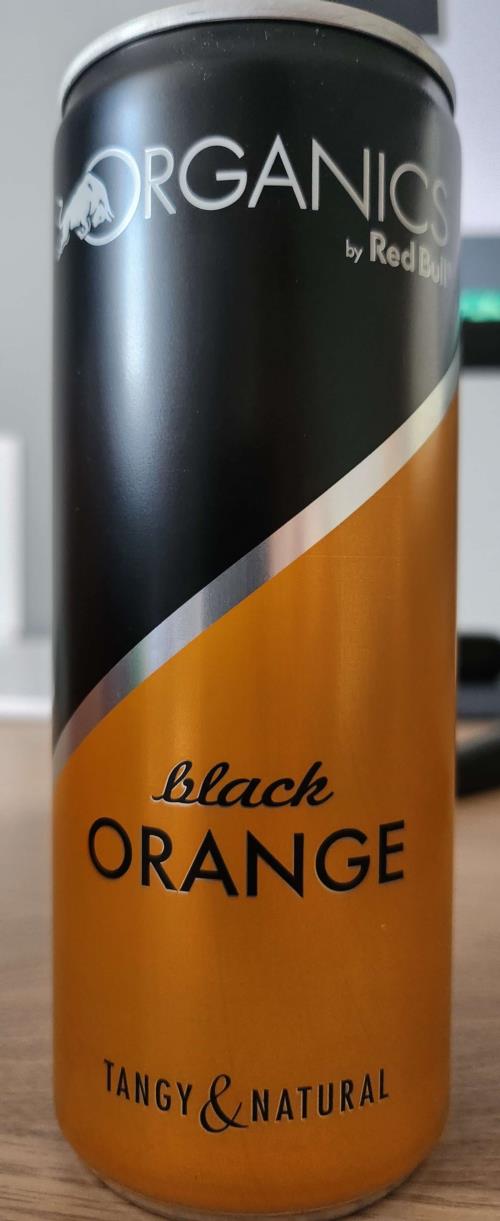 ORGANICS
by Red Bull
black
ORANGE
TANGY & NATURAL